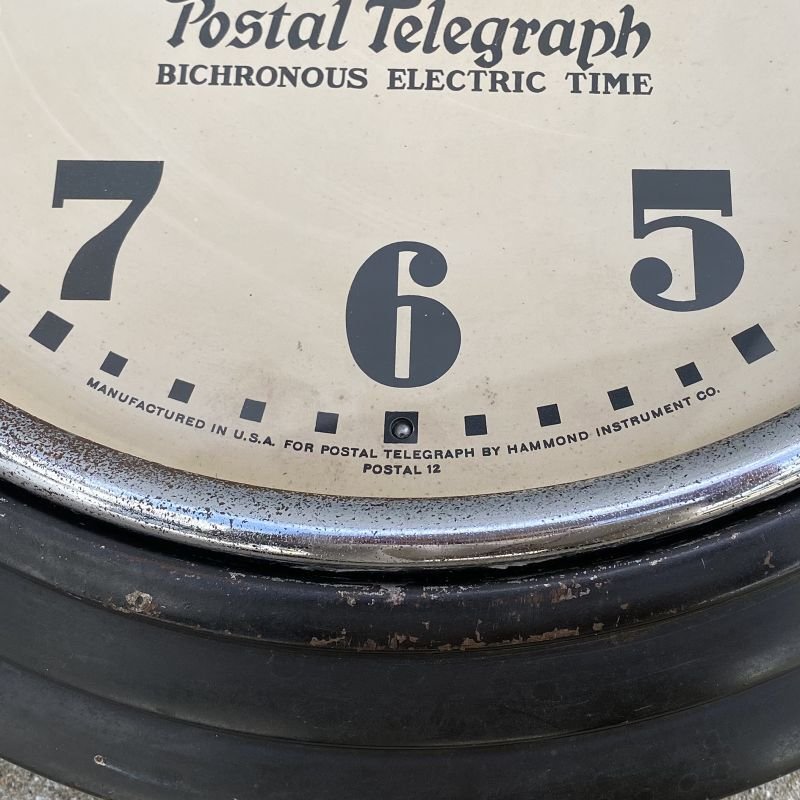 Postal Telegraph
BICHRONOUS ELECTRIC TIME
7 6 5
MANUFACTURED IN U.S.A. FOR POSTAL TELEGRAPH BY HAMMOND INSTRUMENT CO.
POSTAL 12